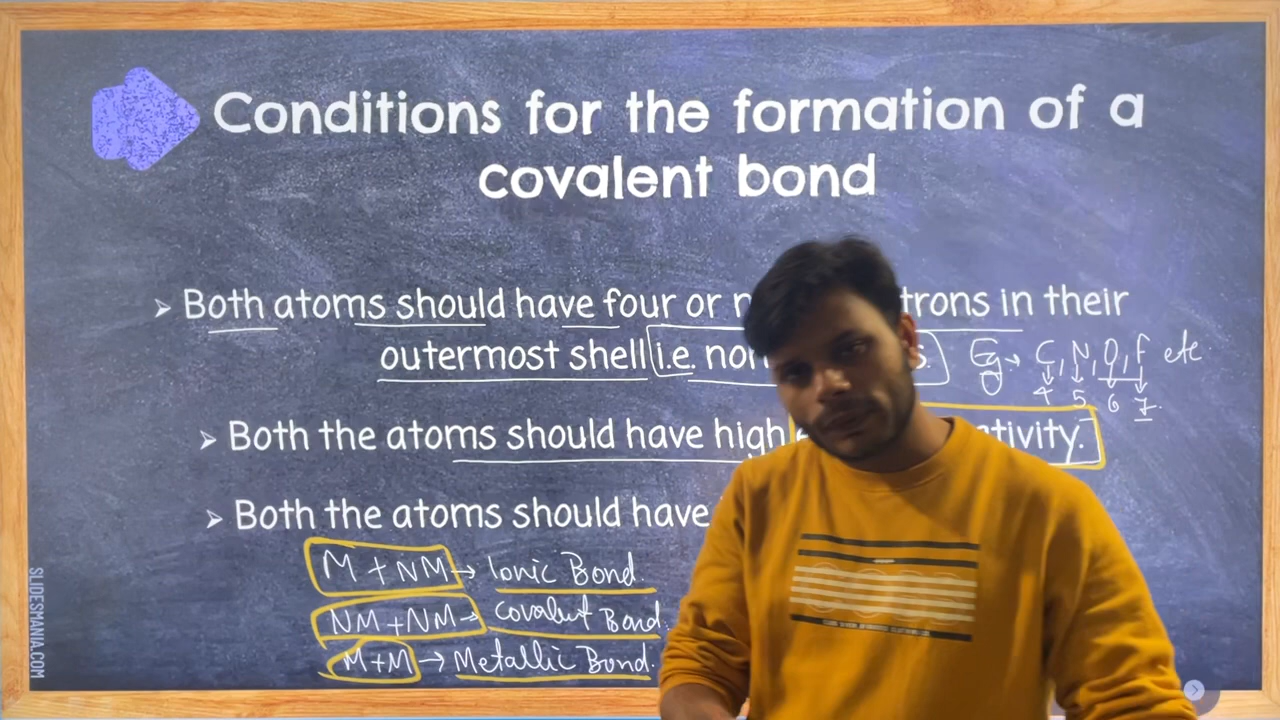 Conditions for the formation of a
covalent bond
➢ Both atoms should have four or trons in their
outermost shell i.e. non s. Eg → C, N, O, F etc
4 5 6 7
➢ Both the atoms should have high tivity.
➢ Both the atoms should have
M + NM → Ionic Bond.
NM + NM → covalent Bond.
M + M → Metallic Bond.
SLIDESMANIA.COM